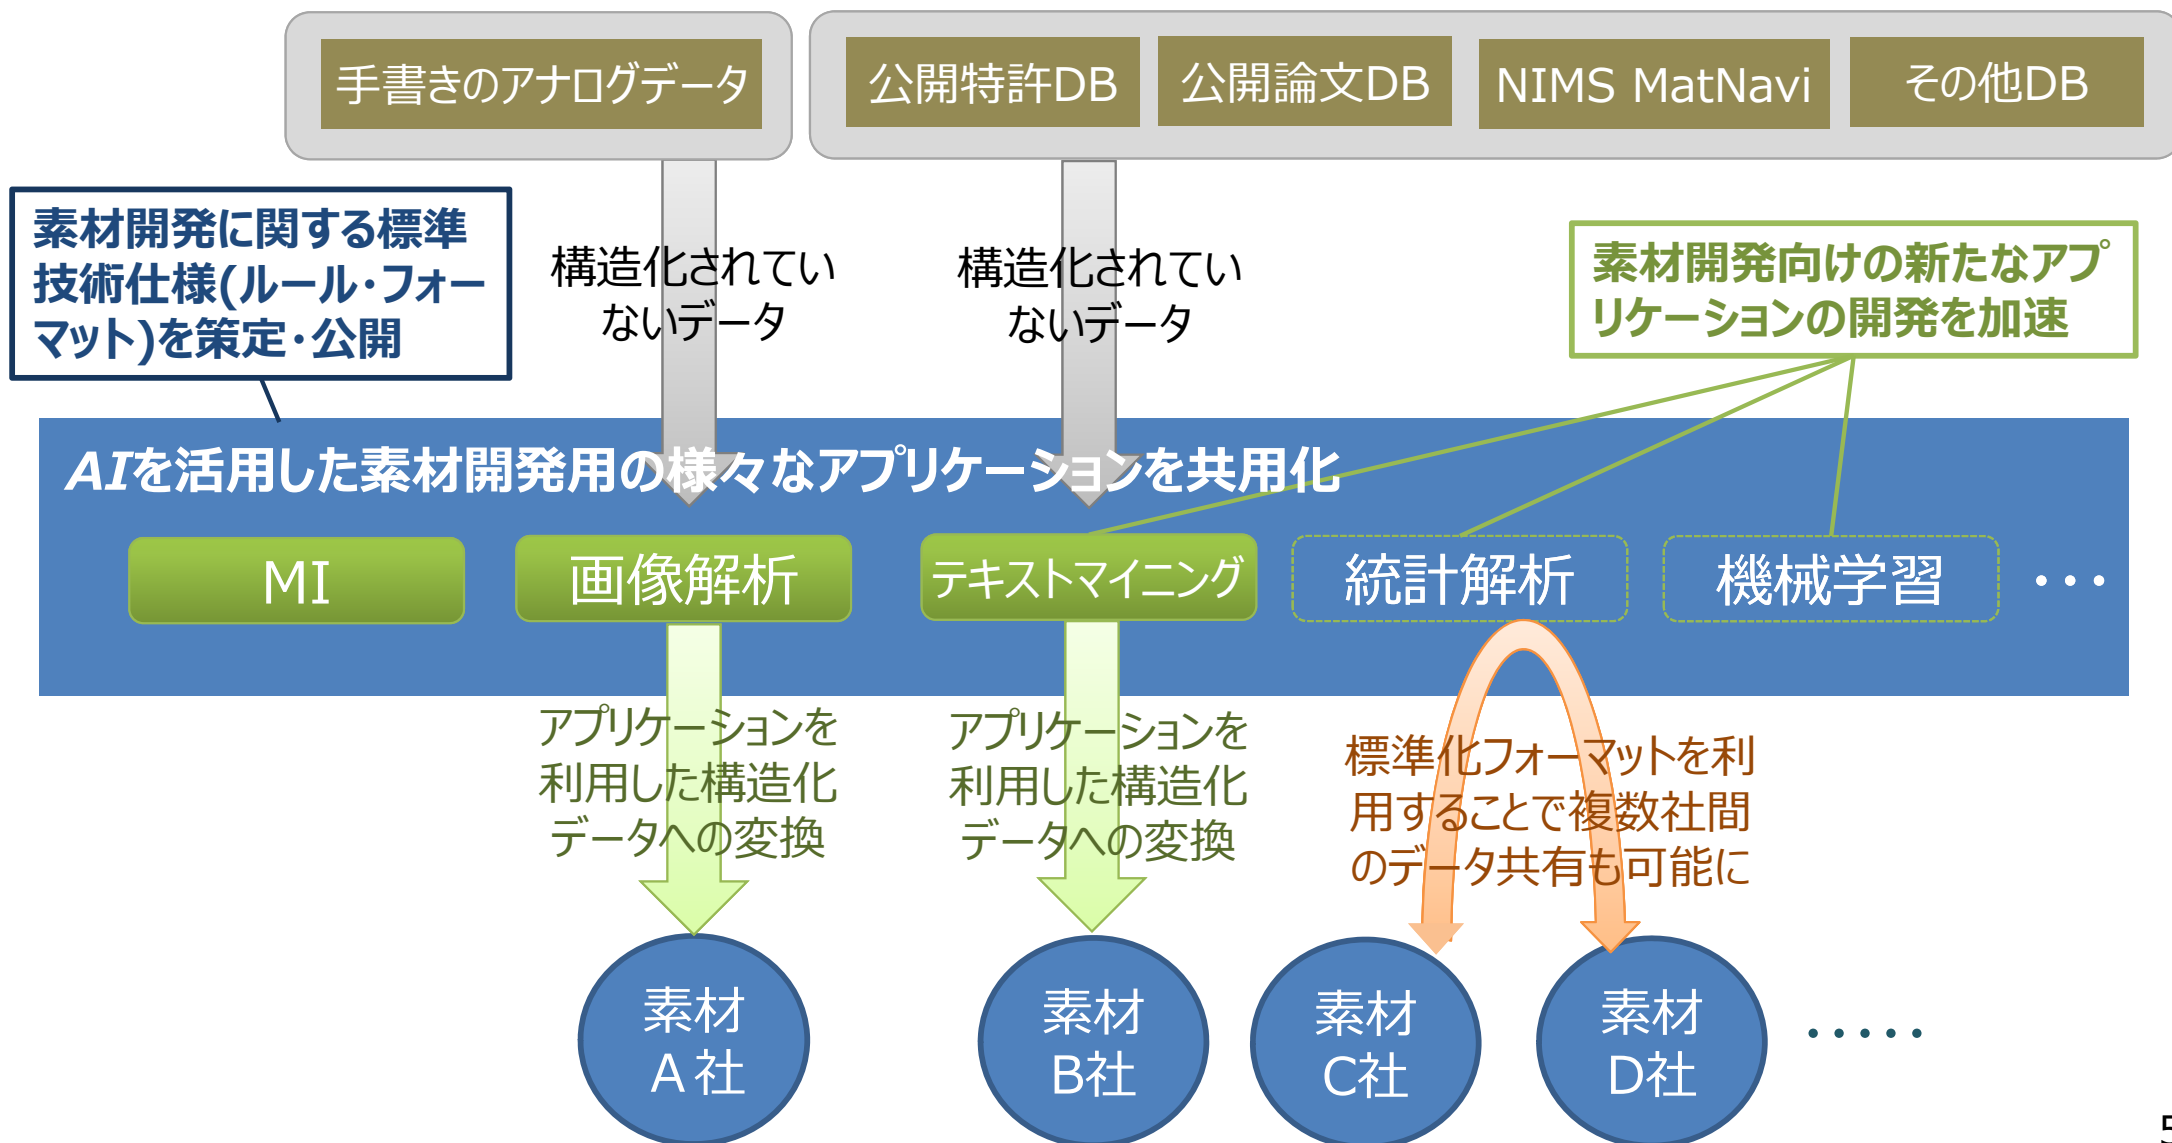 手書きのアナログデータ
公開特許DB
公開論文DB
NIMS MatNavi
その他DB
素材開発に関する標準
技術仕様(ルール・フォー
マット)を策定・公開
構造化されてい
ないデータ
構造化されてい
ないデータ
素材開発向けの新たなアプ
リケーションの開発を加速
AIを活用した素材開発用の様々なアプリケーションを共用化
MI
画像解析
テキストマイニング
統計解析
機械学習
・・・
アプリケーションを
利用した構造化
データへの変換
アプリケーションを
利用した構造化
データへの変換
標準化フォーマットを利
用することで複数社間
のデータ共有も可能に
素材
A社
素材
B社
素材
C社
素材
D社
・・・・・